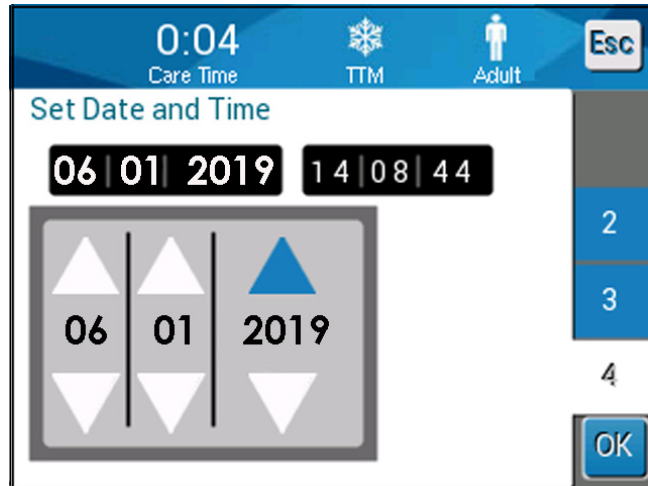 0:04
Care Time
TTM
Adult
Esc
Set Date and Time
06|01|2019 14|08|44
2
06 01 2019
3
4
OK